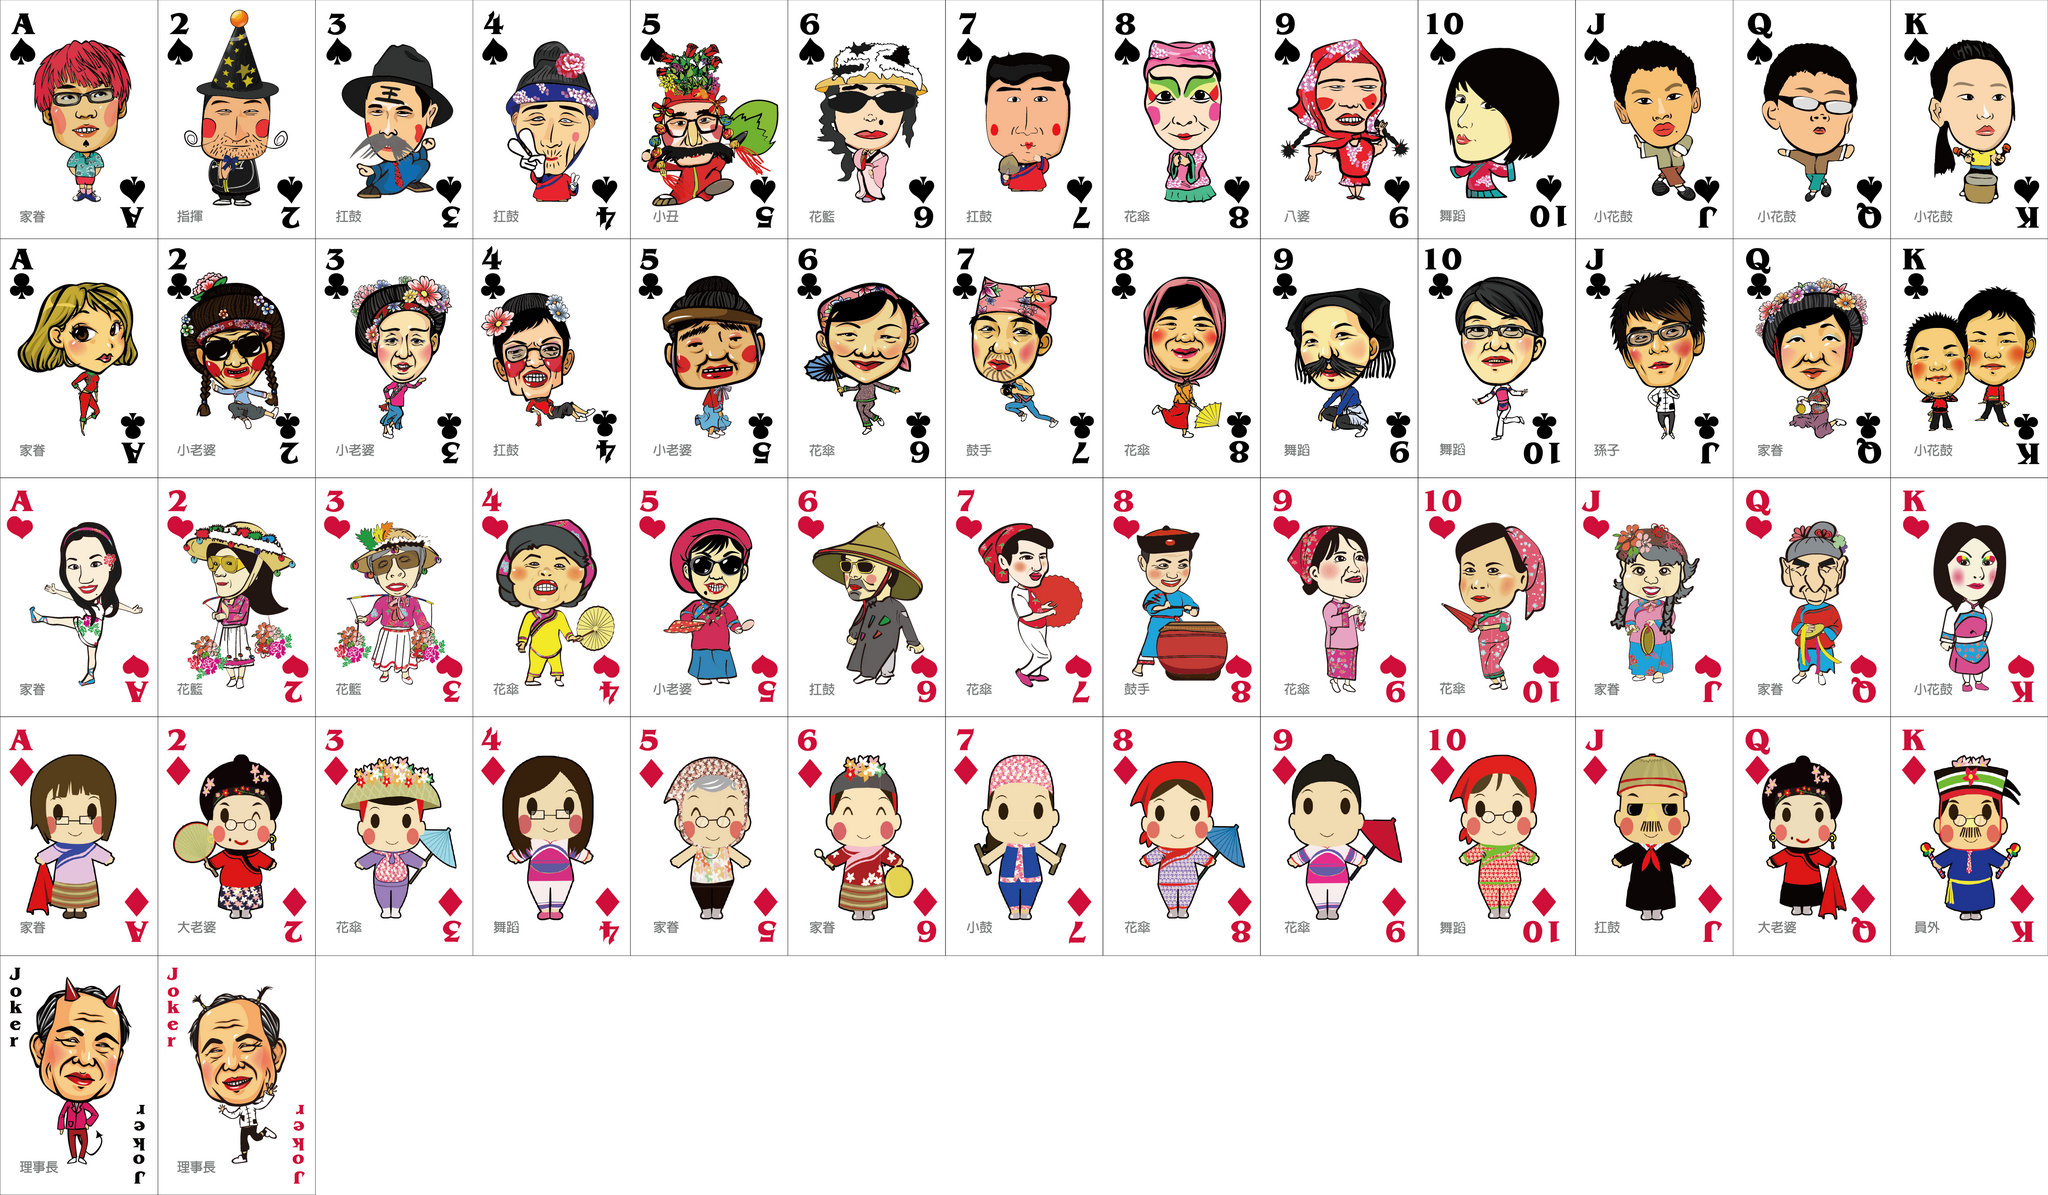 A 家眷 A
2 指揮 2
3 王 扛鼓 3
4 扛鼓 4
5 小丑 5
6 花籃 6
7 扛鼓 7
8 花傘 8
9 八婆 9
10 舞蹈 10
J 小花鼓 J
Q 小花鼓 Q
K 小花鼓 K
A 家眷 A
2 小老婆 2
3 小老婆 3
4 扛鼓 4
5 小老婆 5
6 花傘 6
7 鼓手 7
8 花傘 8
9 舞蹈 9
10 舞蹈 10
J 孫子 J
Q 家眷 Q
K 小花鼓 K
A 家眷 A
2 花籃 2
3 花籃 3
4 花傘 4
5 小老婆 5
6 扛鼓 6
7 花傘 7
8 鼓手 8
9 花傘 9
10 花傘 10
J 家眷 J
Q 家眷 Q
K 小花鼓 K
A 家眷 A
2 大老婆 2
3 花傘 3
4 舞蹈 4
5 家眷 5
6 家眷 6
7 小鼓 7
8 花傘 8
9 花傘 9
10 舞蹈 10
J 扛鼓 J
Q 大老婆 Q
K 員外 K
Joker 理事長 Joker
Joker 理事長 Joker